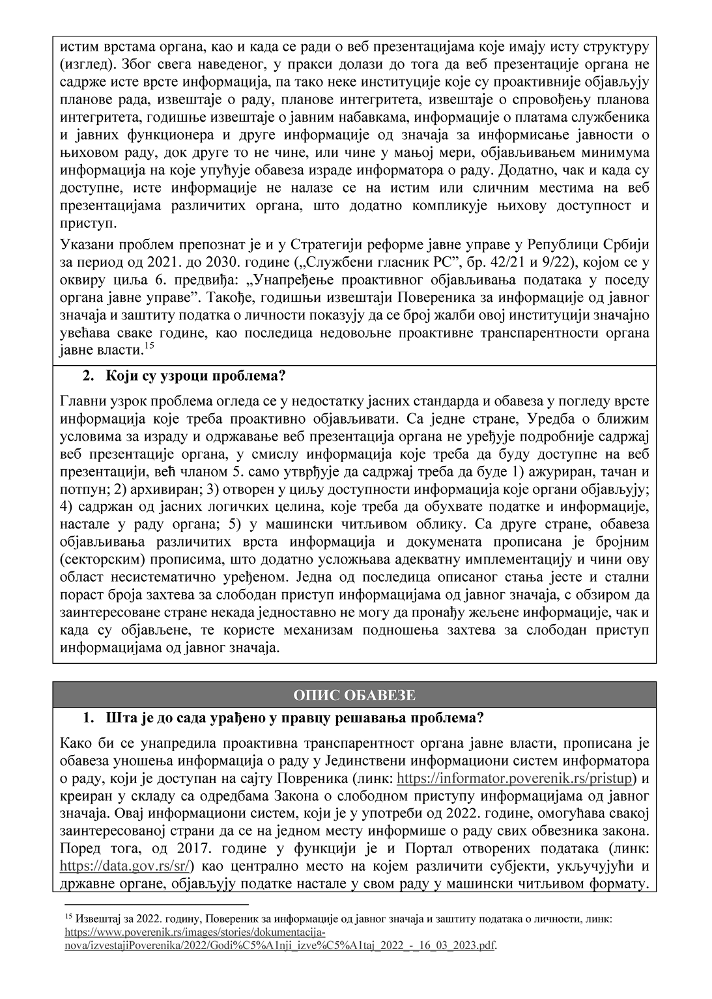 истим врстама органа, као и када се ради о веб презентацијама које имају исту структуру
(изглед). Због свега наведеног, у пракси долази до тога да веб презентације органа не
садрже исте врсте информација, па тако неке институције које су проактивније објављују
планове рада, извештаје о раду, планове интегритета, извештаје о спровођењу планова
интегритета, годишње извештаје о јавним набавкама, информације о платама службеника
и јавних функционера и друге информације од значаја за информисање јавности о
њиховом раду, док друге то не чине, или чине у мањој мери, објављивањем минимума
информација на које упућује обавеза израде информатора о раду. Додатно, чак и када су
доступне, исте информације не налазе се на истим или сличним местима на веб
презентацијама различитих органа, што додатно компликује њихову доступност и
приступ.
Указани проблем препознат је и у Стратегији реформе јавне управе у Републици Србији
за период од 2021. до 2030. године („Службени гласник РС”, бр. 42/21 и 9/22), којом се у
оквиру циља 6. предвиђа: „Унапређење проактивног објављивања података у поседу
органа јавне управе”. Такође, годишњи извештаји Повереника за информације од јавног
значаја и заштиту податка о личности показују да се број жалби овој институцији значајно
увећава сваке године, као последица недовољне проактивне транспарентности органа
јавне власти.15
2. Који су узроци проблема?
Главни узрок проблема огледа се у недостатку јасних стандарда и обавеза у погледу врсте
информација које треба проактивно објављивати. Са једне стране, Уредба о ближим
условима за израду и одржавање веб презентација органа не уређује подробније садржај
веб презентације органа, у смислу информација које треба да буду доступне на веб
презентацији, већ чланом 5. само утврђује да садржај треба да буде 1) ажуриран, тачан и
потпун; 2) архивиран; 3) отворен у циљу доступности информација које органи објављују;
4) садржан од јасних логичких целина, које треба да обухвате податке и информације,
настале у раду органа; 5) у машински читљивом облику. Са друге стране, обавеза
објављивања различитих врста информација и докумената прописана је бројним
(секторским) прописима, што додатно усложњава адекватну имплементацију и чини ову
област несистематично уређеном. Једна од последица описаног стања јесте и стални
пораст броја захтева за слободан приступ информацијама од јавног значаја, с обзиром да
заинтересоване стране некада једноставно не могу да пронађу жељене информације, чак и
када су објављене, те користе механизам подношења захтева за слободан приступ
информацијама од јавног значаја.
ОПИС ОБАВЕЗЕ
1. Шта је до сада урађено у правцу решавања проблема?
Како би се унапредила проактивна транспарентност органа јавне власти, прописана је
обавеза уношења информација о раду у Јединствени информациони систем информатора
о раду, који је доступан на сајту Повреника (линк: https://informator.poverenik.rs/pristup) и
креиран у складу са одредбама Закона о слободном приступу информацијама од јавног
значаја. Овај информациони систем, који је у употреби од 2022. године, омогућава свакој
заинтересованој страни да се на једном месту информише о раду свих обвезника закона.
Поред тога, од 2017. године у функцији је и Портал отворених података (линк:
https://data.gov.rs/sr/) као централно место на којем различити субјекти, укључујући и
државне органе, објављују податке настале у свом раду у машински читљивом формату.
15 Извештај за 2022. годину, Повереник за информације од јавног значаја и заштиту података о личности, линк:
https://www.poverenik.rs/images/stories/dokumentacija-
nova/izvestajiPoverenika/2022/Godi%C5%A1nji_izve%C5%A1taj_2022_-_16_03_2023.pdf.